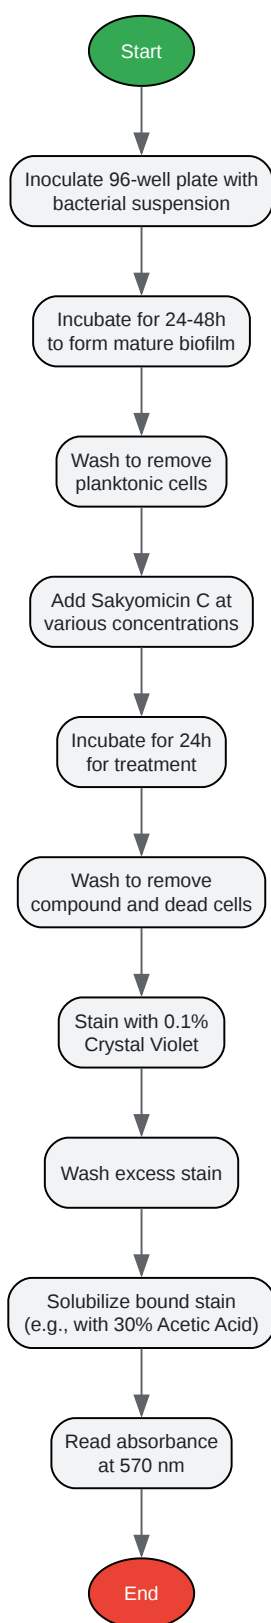 Start
Inoculate 96-well plate with
bacterial suspension
Incubate for 24-48h
to form mature biofilm
Wash to remove
planktonic cells
Add Sakyomicin C at
various concentrations
Incubate for 24h
for treatment
Wash to remove
compound and dead cells
Stain with 0.1%
Crystal Violet
Wash excess stain
Solubilize bound stain
(e.g., with 30% Acetic Acid)
Read absorbance
at 570 nm
End